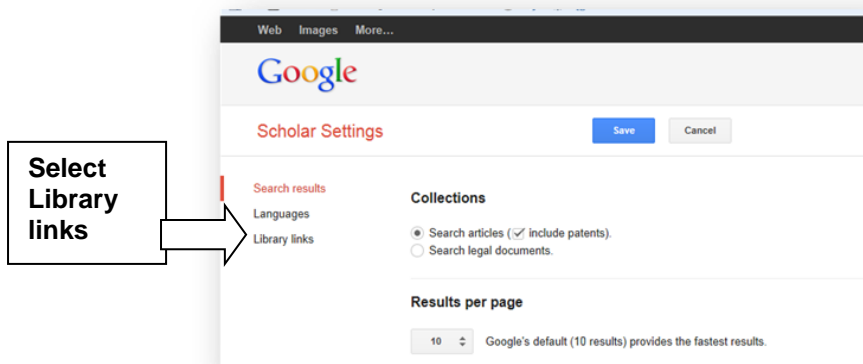 Web Images More...
Google
Scholar Settings
Save Cancel
Select
Library
links
Search results
Languages
Library links
Collections
Search articles (include patents).
Search legal documents.
Results per page
10 Google's default (10 results) provides the fastest results.